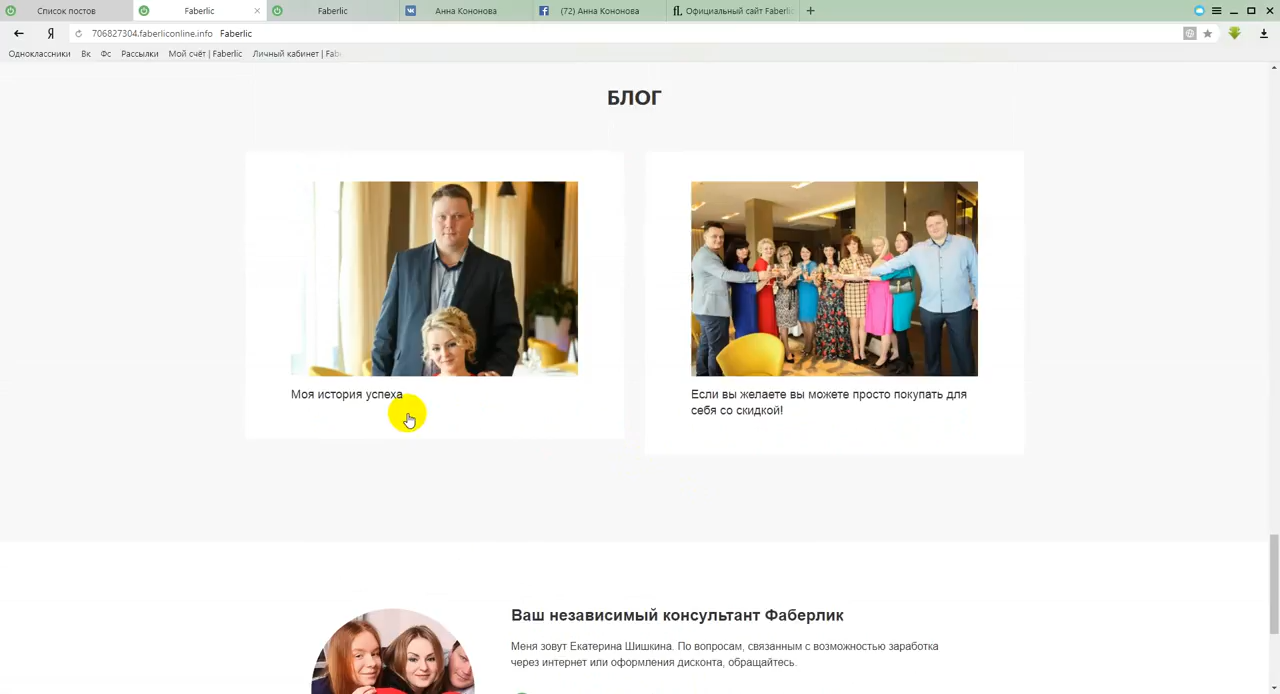 Список постов
Faberlic
Faberlic
Анна Кононова
(72) Анна Кононова
Официальный сайт Faberlic
706827304.faberliconline.info Faberlic
Одноклассники Вк Фс Рассылки Мой счёт | Faberlic Личный кабинет | Fab
БЛОГ
Моя история успеха
Если вы желаете вы можете просто покупать для
себя со скидкой!
Ваш независимый консультант Фаберлик
Меня зовут Екатерина Шишкина. По вопросам, связанным с возможностью заработка
через интернет или оформления дисконта, обращайтесь.